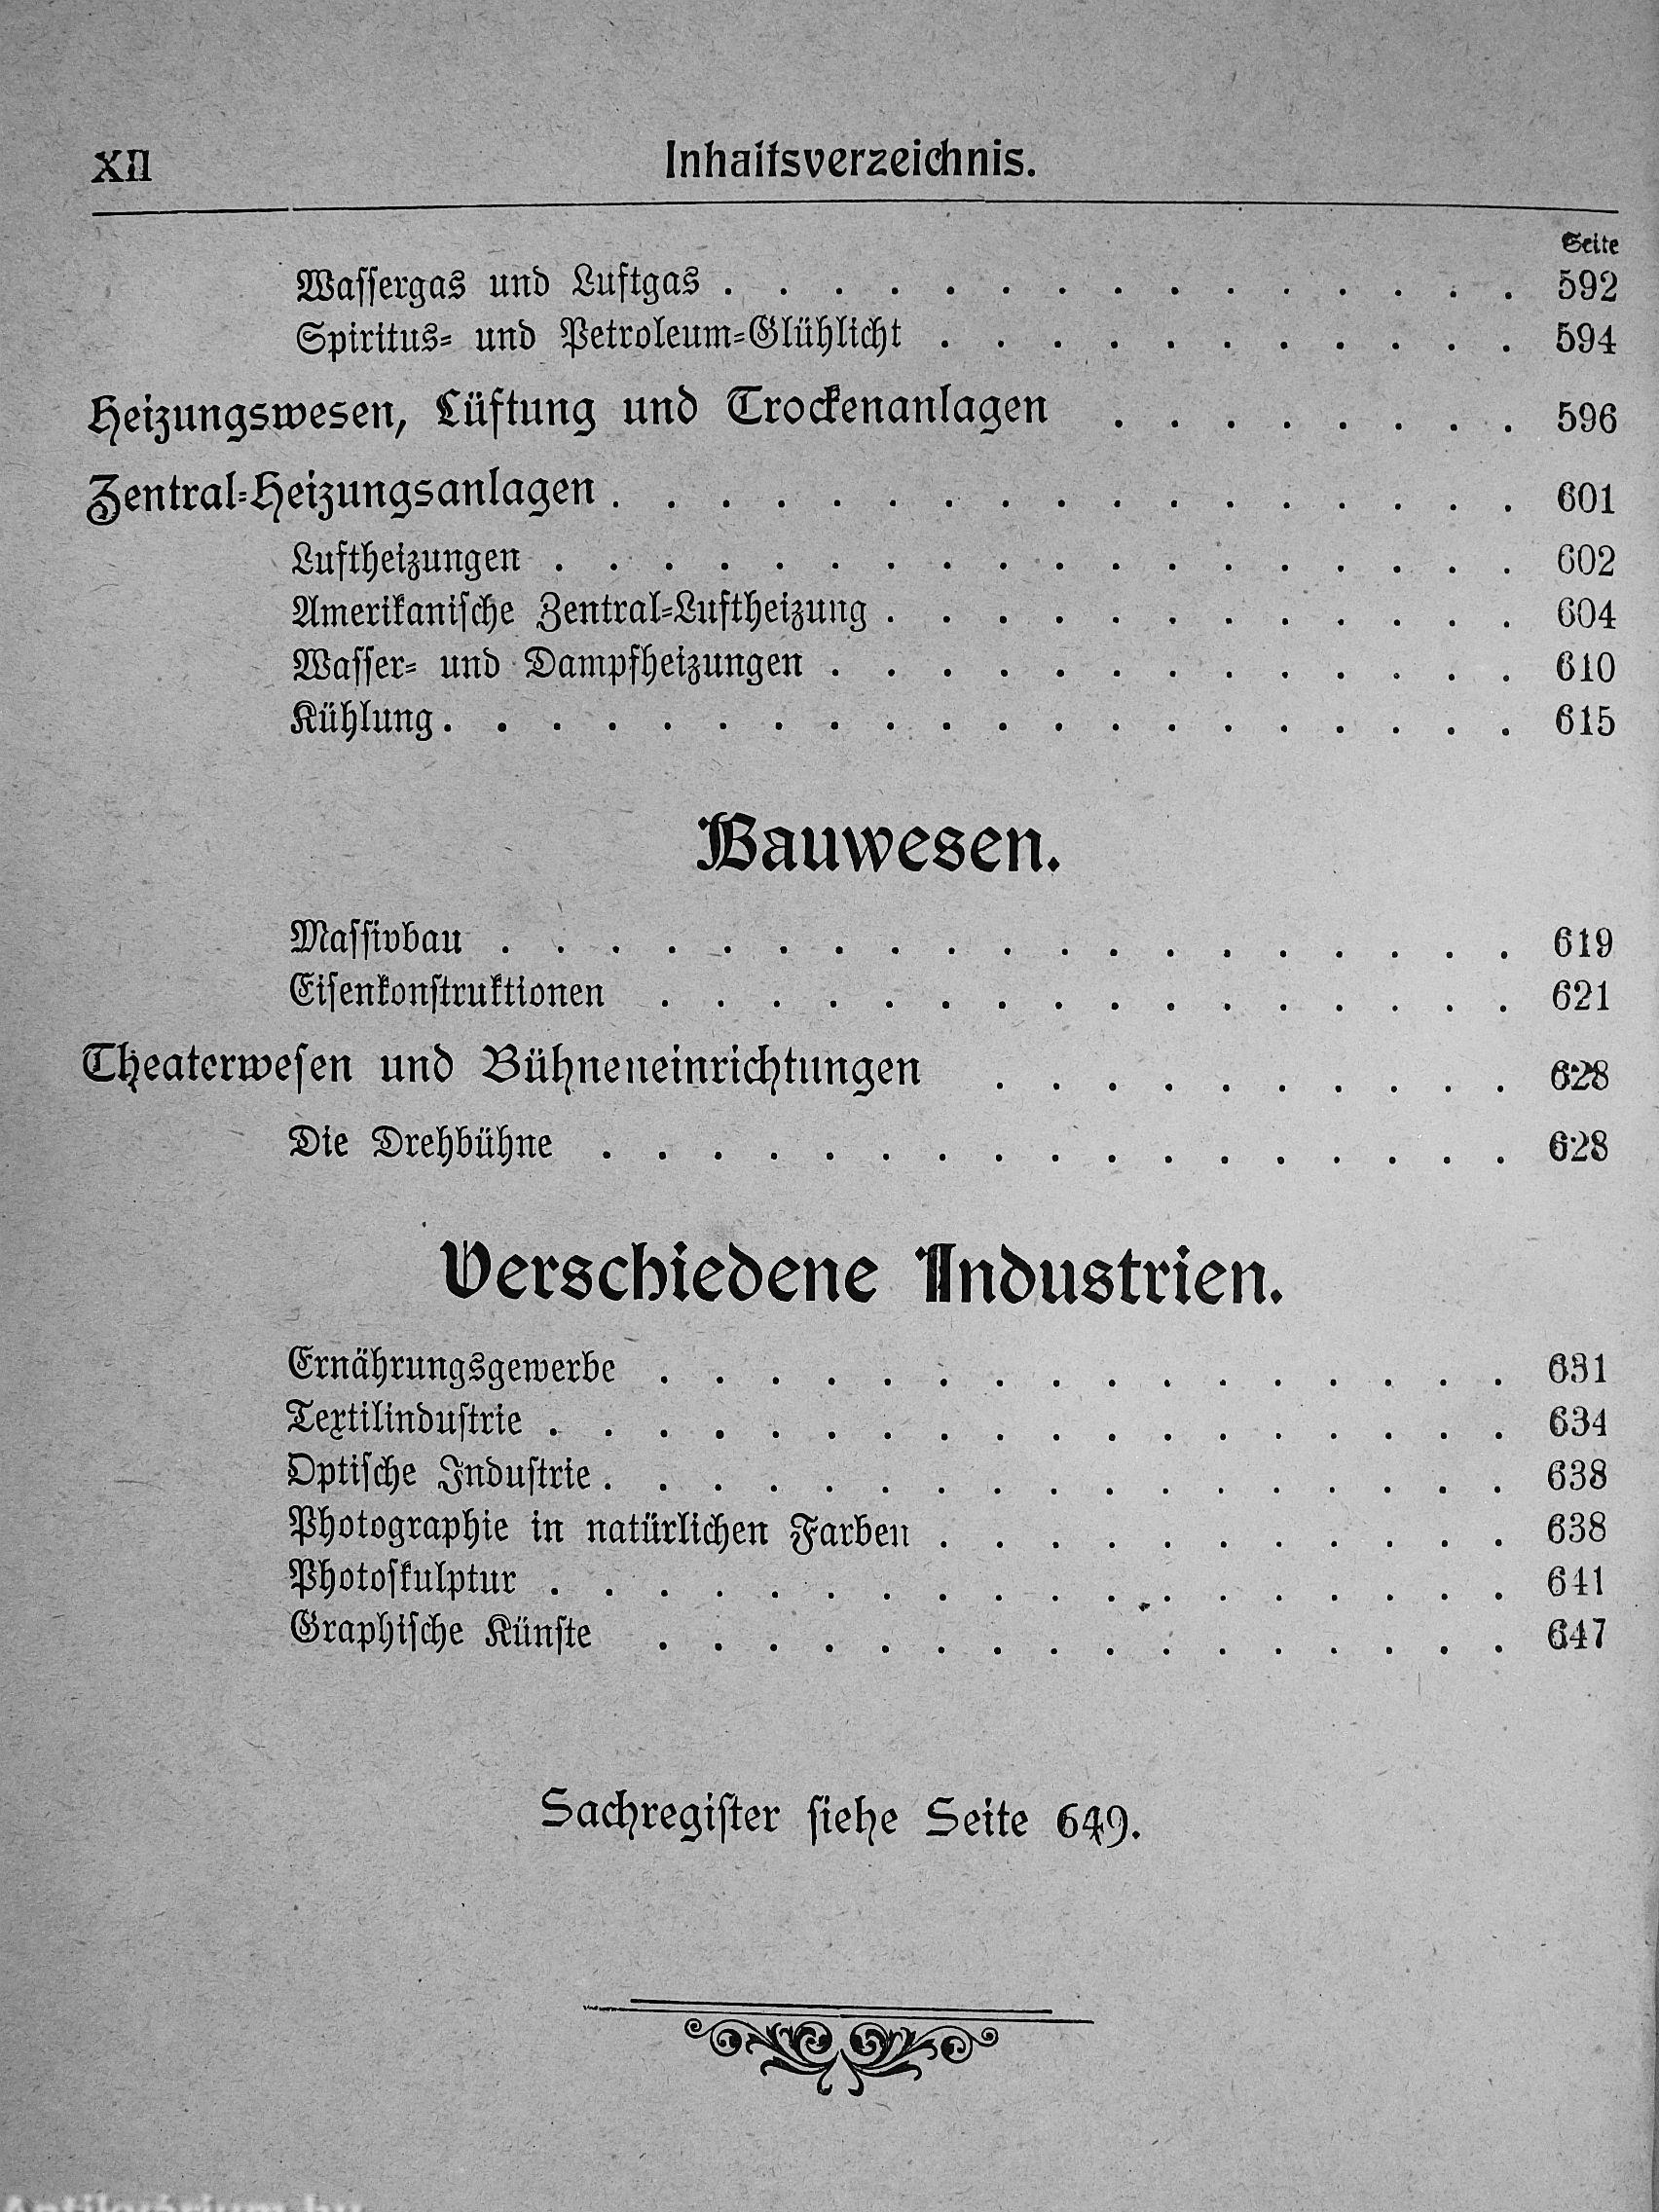 XII Inhaltsverzeichnis.
Seite
Wasſergas und Luftgas . . . . . . . . . . . . . . . 592
Spiritus- und Petroleum-Glühlicht . . . . . . . . . . . 594
Heizungswesen, Lüftung und Trockenanlagen . . . . . . . . 596
Zentral-Heizungsanlagen . . . . . . . . . . . . . . . . . 601
Luftheizungen . . . . . . . . . . . . . . . . . . 602
Amerikaniſche Zentral-Luftheizung . . . . . . . . . . . . 604
Waſſer- und Dampfheizungen . . . . . . . . . . . . . 610
Kühlung . . . . . . . . . . . . . . . . . . . . 615
Bauwesen.
Maſſivbau . . . . . . . . . . . . . . . . . . . 619
Eiſenkonſtruktionen . . . . . . . . . . . . . . . . 621
Theaterweſen und Bühneneinrichtungen . . . . . . . . . . 628
Die Drehbühne . . . . . . . . . . . . . . . . . 628
Verschiedene Industrien.
Ernährungsgewerbe . . . . . . . . . . . . . . . . 631
Textilinduſtrie . . . . . . . . . . . . . . . . . . 634
Optiſche Induſtrie . . . . . . . . . . . . . . . . . 638
Photographie in natürlichen Farben . . . . . . . . . . . 638
Photoſkulptur . . . . . . . . . . . . . . . . . . 641
Graphiſche Künſte . . . . . . . . . . . . . . . . 647
Sachregiſter ſiehe Seite 649.